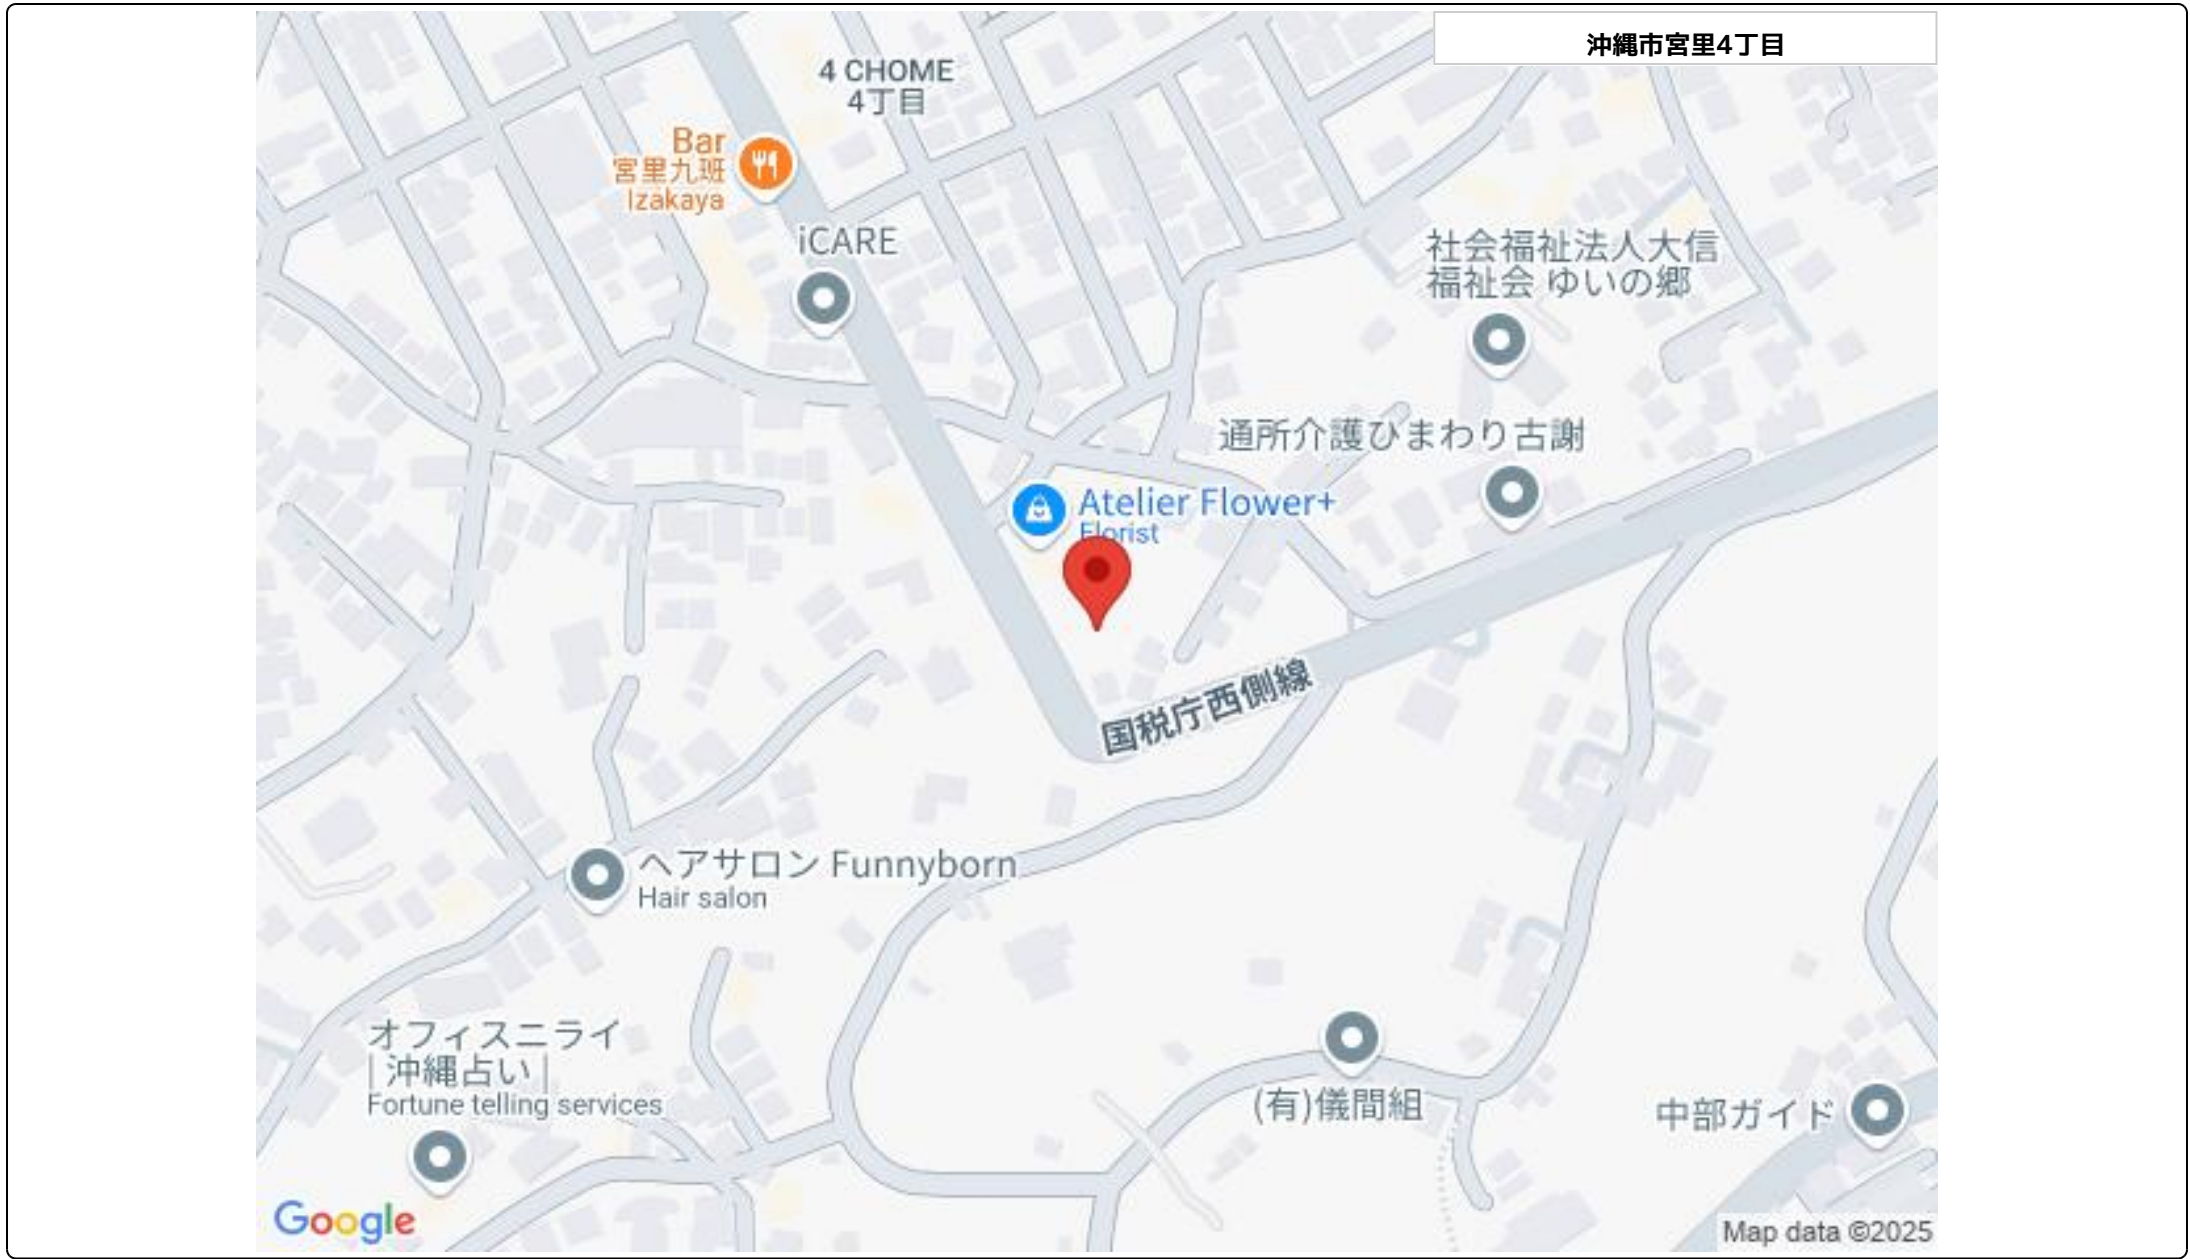 沖縄市宮里4丁目
4 CHOME
4丁目
Bar
宮里九班
Izakaya
iCARE
社会福祉法人大信
福祉会 ゆいの郷
通所介護ひまわり古謝
Atelier Flower+
Florist
国税庁西側線
ヘアサロン Funnyborn
Hair salon
オフィスニライ
| 沖縄占い |
Fortune telling services
(有)儀間組
中部ガイド
Google
Map data ©2025